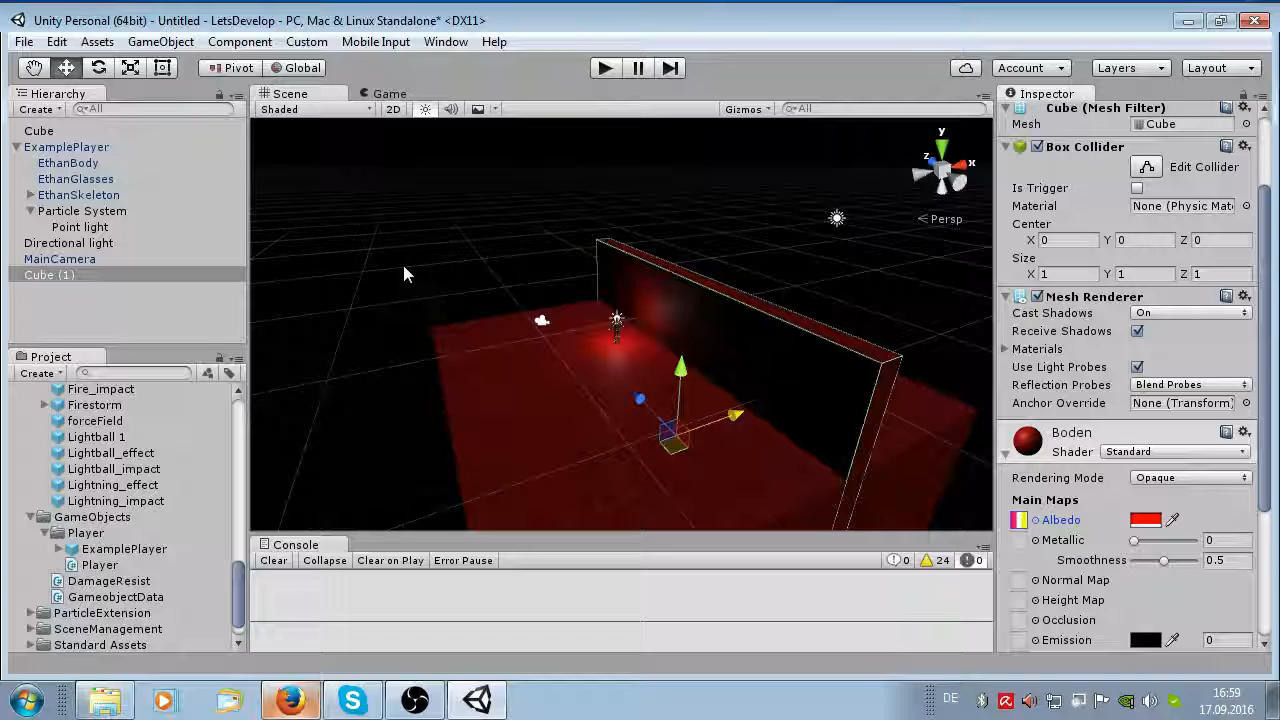 Unity Personal (64bit) - Untitled - LetsDevelop - PC, Mac & Linux Standalone* <DX11>
File Edit Assets GameObject Component Custom Mobile Input Window Help
Pivot Global Account Layers Layout
Hierarchy
Create All
Cube
ExamplePlayer
EthanBody
EthanGlasses
EthanSkeleton
Particle System
Point light
Directional light
MainCamera
Cube (1)
Project
Create
Fire_impact
Firestorm
forceField
Lightball 1
Lightball_effect
Lightball_impact
Lightning_effect
Lightning_impact
GameObjects
Player
ExamplePlayer
Player
DamageResist
GameobjectData
ParticleExtension
SceneManagement
Standard Assets
Scene Game
Shaded 2D Gizmos All
y
z x
Persp
Console
Clear Collapse Clear on Play Error Pause 0 24 0
Inspector
Cube (Mesh Filter)
Mesh Cube
Box Collider
Edit Collider
Is Trigger
Material None (Physic Mat
Center
X 0 Y 0 Z 0
Size
X 1 Y 1 Z 1
Mesh Renderer
Cast Shadows On
Receive Shadows
Materials
Use Light Probes
Reflection Probes Blend Probes
Anchor Override None (Transform)
Boden
Shader Standard
Rendering Mode Opaque
Main Maps
Albedo
Metallic 0
Smoothness 0.5
Normal Map
Height Map
Occlusion
Emission 0
DE 16:59
17.09.2016